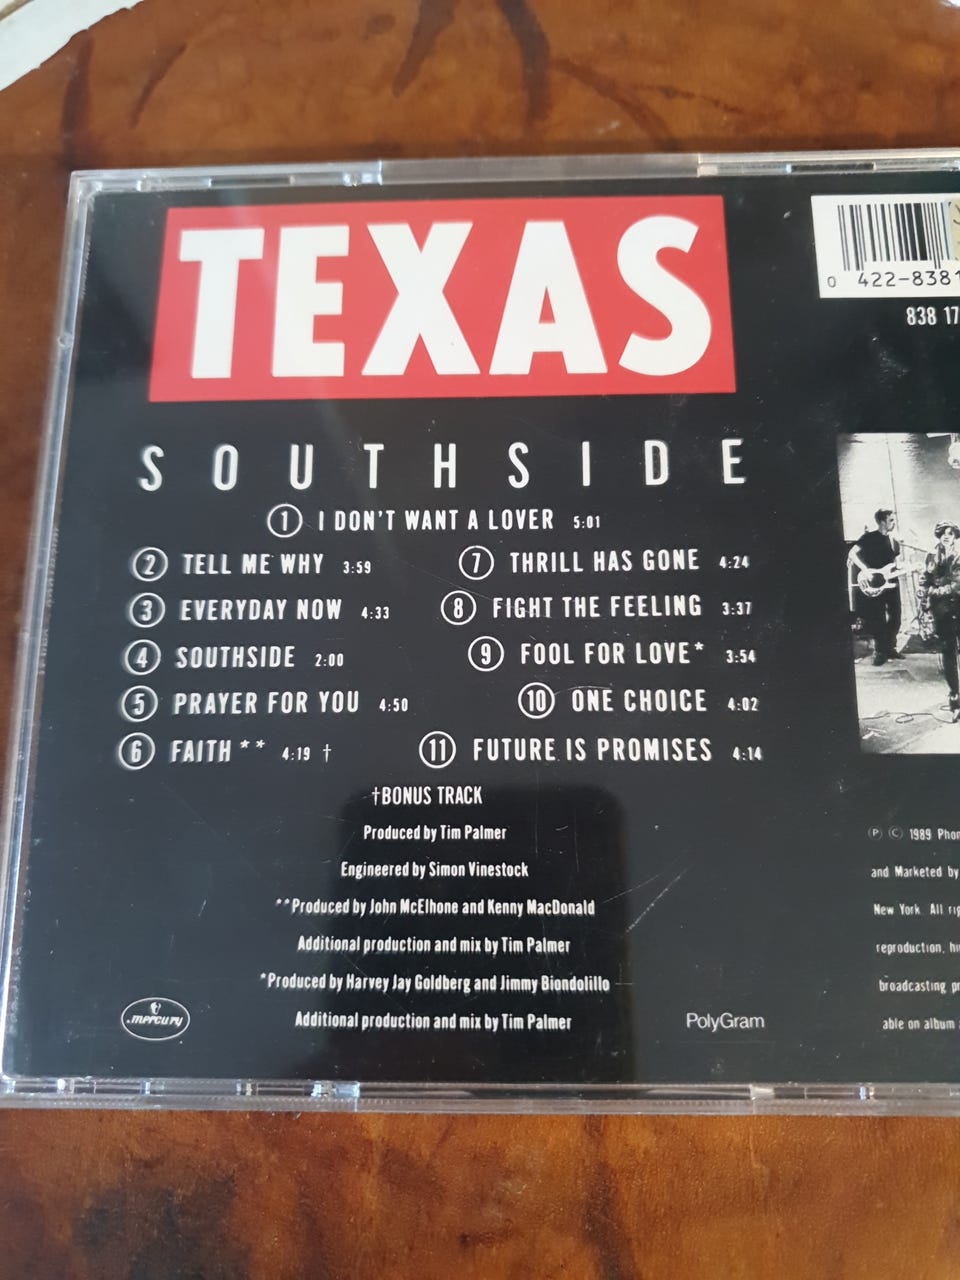 TEXAS
0 422-838
838 17
SOUTHSIDE
1 I DON'T WANT A LOVER 5:01
2 TELL ME WHY 3:59
7 THRILL HAS GONE 4:24
3 EVERYDAY NOW 4:33
8 FIGHT THE FEELING 3:37
4 SOUTHSIDE 2:00
9 FOOL FOR LOVE* 3:54
5 PRAYER FOR YOU 4:50
10 ONE CHOICE 4:02
6 FAITH ** 4:19 †
11 FUTURE IS PROMISES 4:14
†BONUS TRACK
Produced by Tim Palmer
Engineered by Simon Vinestock
**Produced by John McElhone and Kenny MacDonald
Additional production and mix by Tim Palmer
*Produced by Harvey Jay Goldberg and Jimmy Biondolillo
Additional production and mix by Tim Palmer
mercury
PolyGram
Ⓟ Ⓒ 1989
and Marketed by
New York. All
reproduction,
broadcasting
able on album